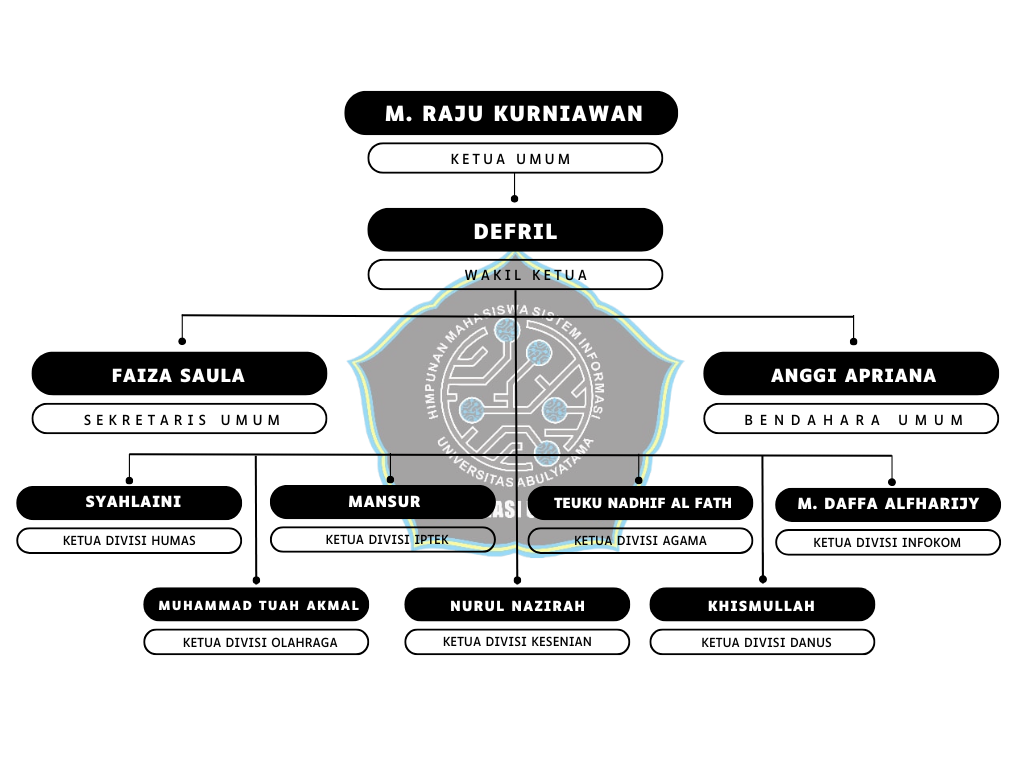 M. RAJU KURNIAWAN
KETUA UMUM
DEFRIL
WAKIL KETUA
HIMPUNAN MAHASISWA SISTEM INFORMASI
UNIVERSITAS ABULYATAMA
FAIZA SAULA
SEKRETARIS UMUM
ANGGI APRIANA
BENDAHARA UMUM
SYAHLAINI
KETUA DIVISI HUMAS
MANSUR
KETUA DIVISI IPTEK
TEUKU NADHIF AL FATH
KETUA DIVISI AGAMA
M. DAFFA ALFHARIJY
KETUA DIVISI INFOKOM
MUHAMMAD TUAH AKMAL
KETUA DIVISI OLAHRAGA
NURUL NAZIRAH
KETUA DIVISI KESENIAN
KHISMULLAH
KETUA DIVISI DANUS